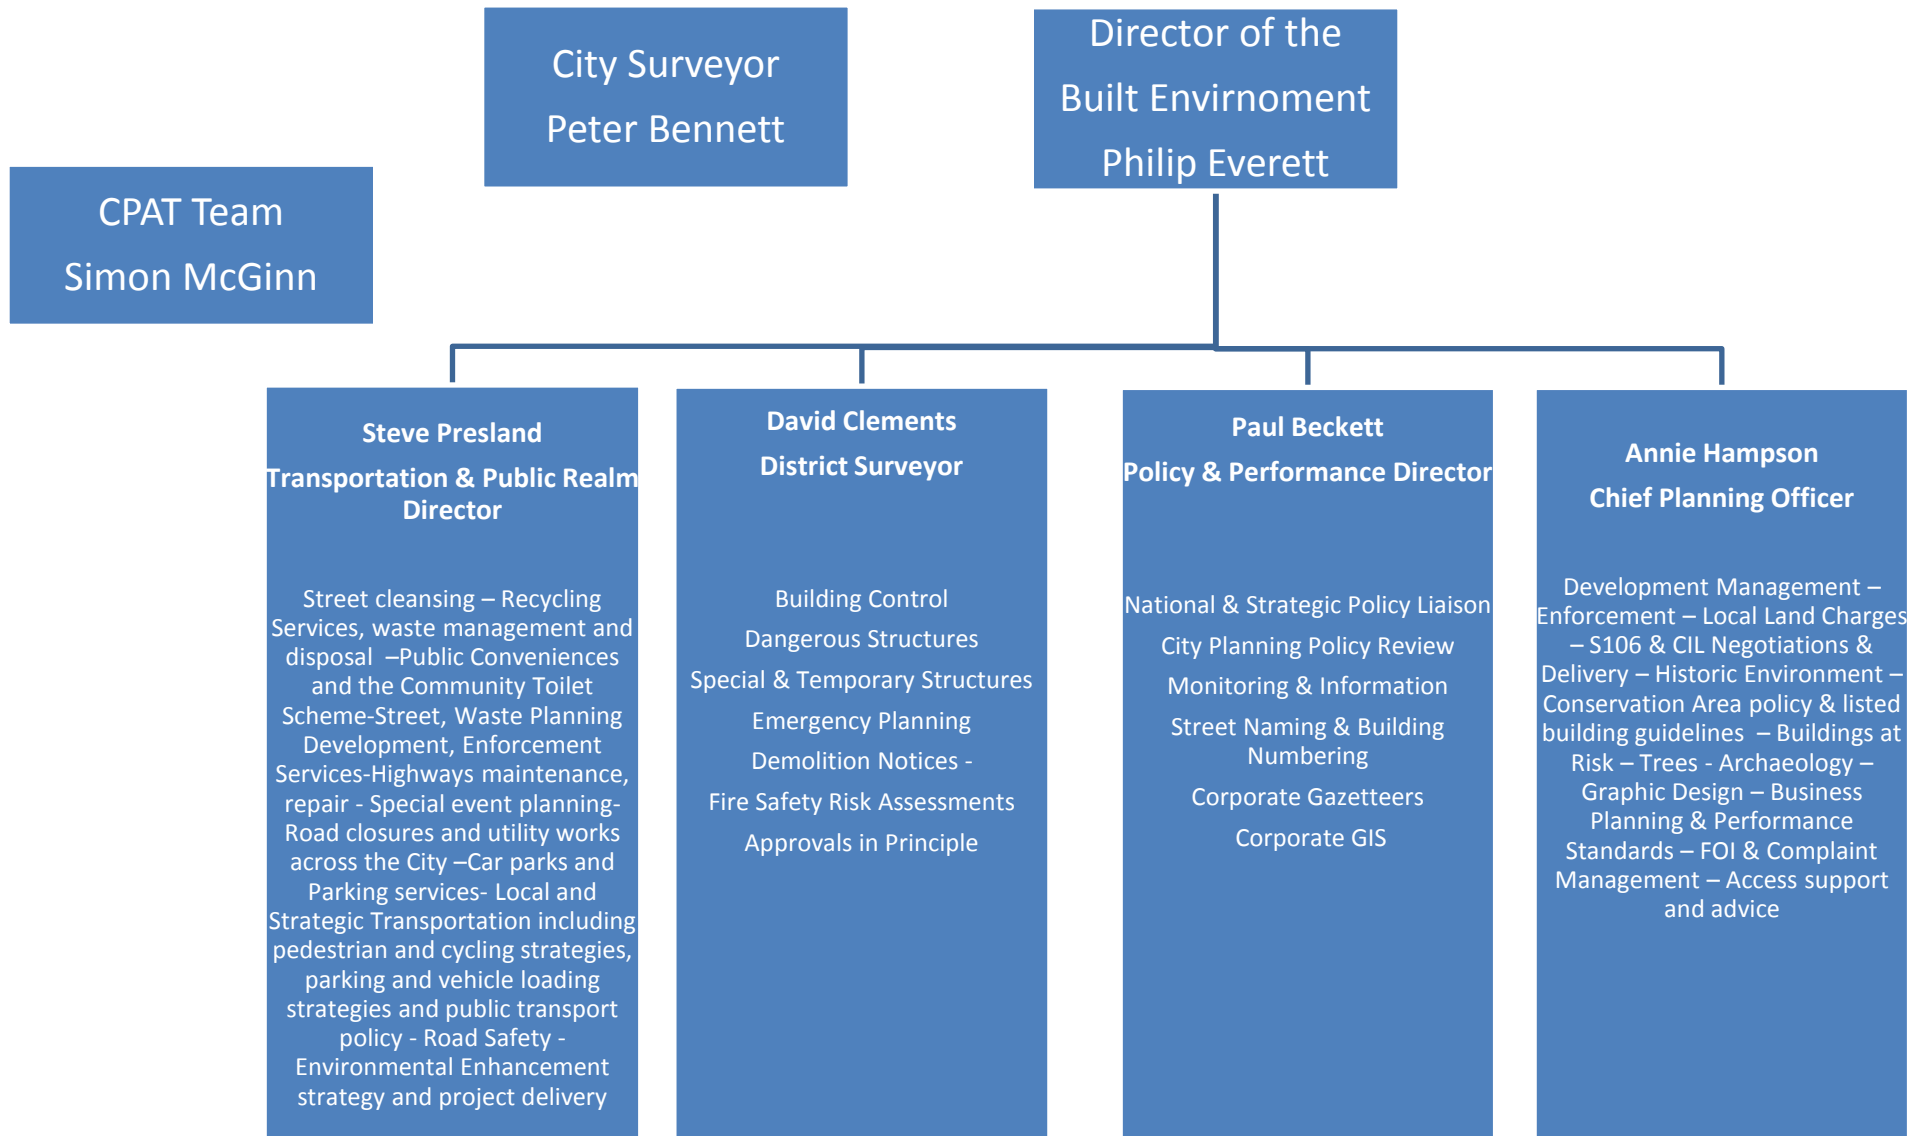 City Surveyor
Peter Bennett
Director of the
Built Envirnoment
Philip Everett
CPAT Team
Simon McGinn
Steve Presland
Transportation & Public Realm
Director
Street cleansing – Recycling
Services, waste management and
disposal –Public Conveniences
and the Community Toilet
Scheme-Street, Waste Planning
Development, Enforcement
Services-Highways maintenance,
repair - Special event planning-
Road closures and utility works
across the City –Car parks and
Parking services- Local and
Strategic Transportation including
pedestrian and cycling strategies,
parking and vehicle loading
strategies and public transport
policy - Road Safety -
Environmental Enhancement
strategy and project delivery
David Clements
District Surveyor
Building Control
Dangerous Structures
Special & Temporary Structures
Emergency Planning
Demolition Notices -
Fire Safety Risk Assessments
Approvals in Principle
Paul Beckett
Policy & Performance Director
National & Strategic Policy Liaison
City Planning Policy Review
Monitoring & Information
Street Naming & Building
Numbering
Corporate Gazetteers
Corporate GIS
Annie Hampson
Chief Planning Officer
Development Management –
Enforcement – Local Land Charges
– S106 & CIL Negotiations &
Delivery – Historic Environment –
Conservation Area policy & listed
building guidelines – Buildings at
Risk – Trees - Archaeology –
Graphic Design – Business
Planning & Performance
Standards – FOI & Complaint
Management – Access support
and advice